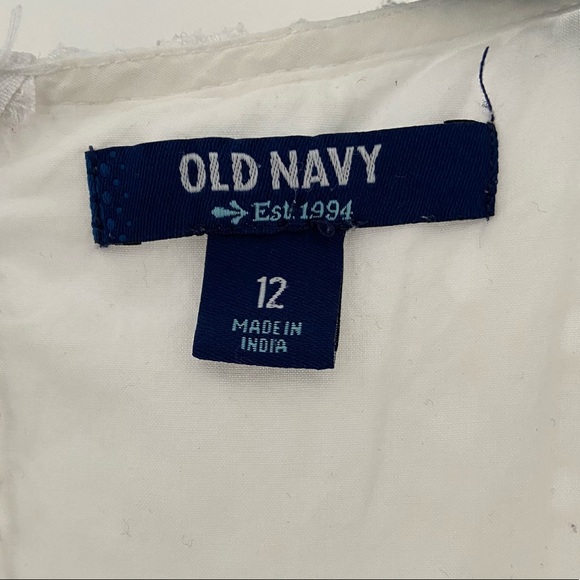 OLD NAVY
Est. 1994
12
MADE IN
INDIA